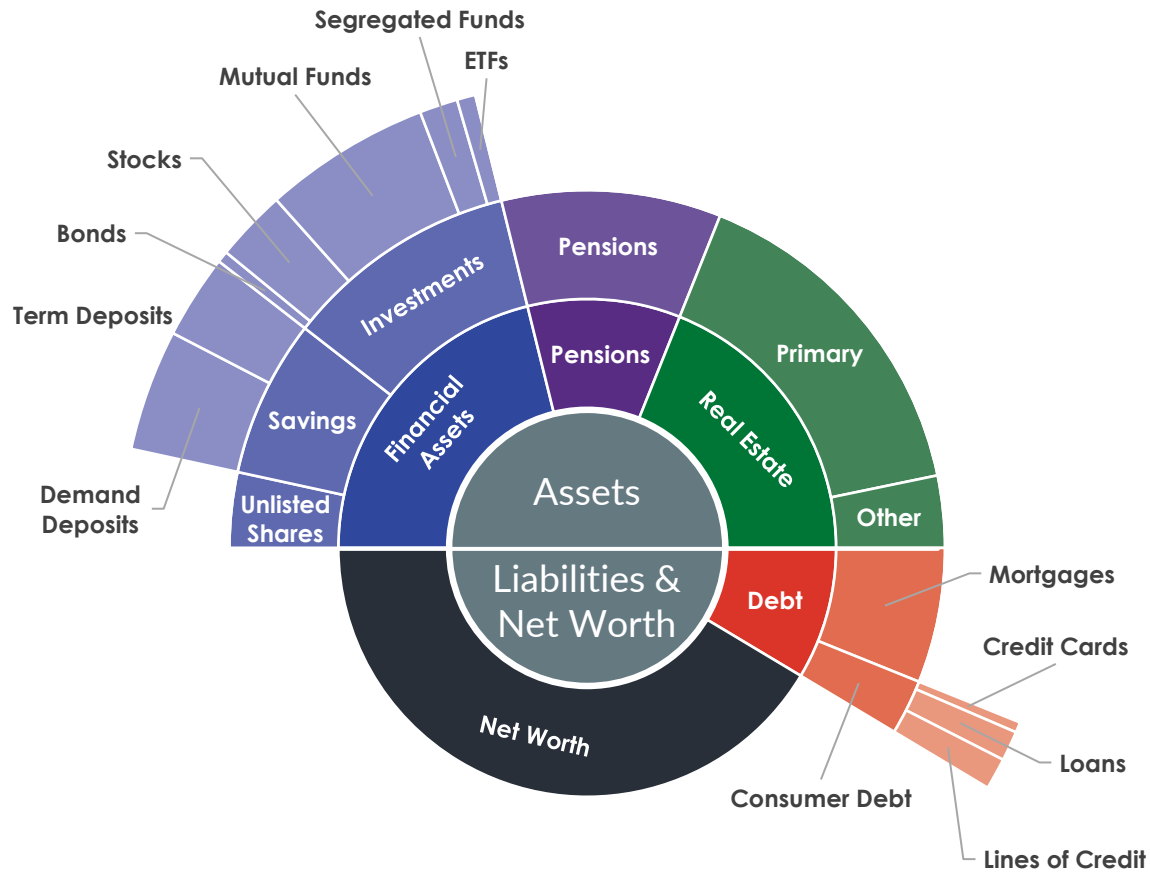 Segregated Funds
ETFs
Mutual Funds
Stocks
Bonds
Term Deposits
Demand
Deposits
Investments
Savings
Unlisted
Shares
Financial
Assets
Pensions
Pensions
Primary
Real Estate
Other
Assets
Liabilities &
Net Worth
Debt
Net Worth
Mortgages
Credit Cards
Loans
Consumer Debt
Lines of Credit